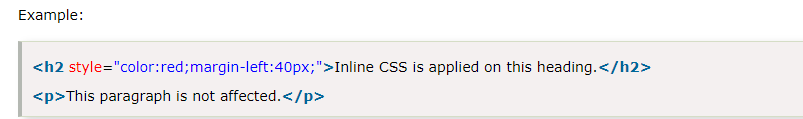 Example:
<h2 style="color:red;margin-left:40px;">Inline CSS is applied on this heading.</h2>
<p>This paragraph is not affected.</p>